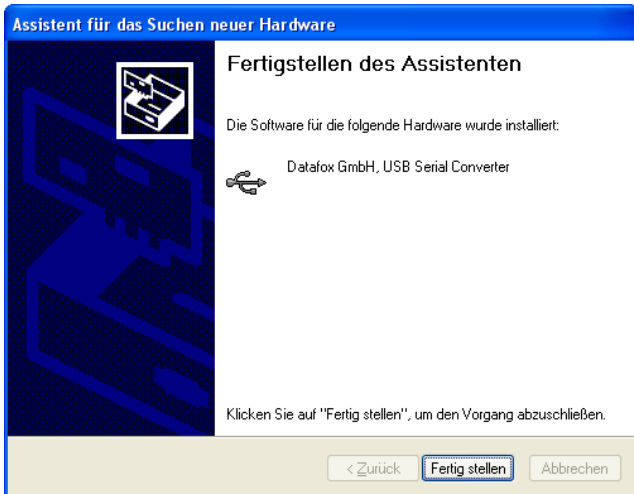 Assistent für das Suchen neuer Hardware
Fertigstellen des Assistenten
Die Software für die folgende Hardware wurde installiert:
Datafox GmbH, USB Serial Converter
Klicken Sie auf "Fertig stellen", um den Vorgang abzuschließen.
< Zurück Fertig stellen Abbrechen